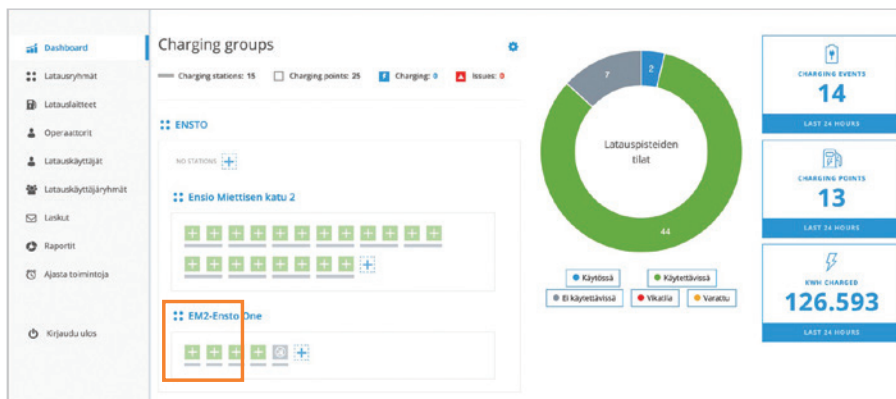 Dashboard
Latausryhmät
Latauslaitteet
Operaattorit
Latauskäyttäjät
Latauskäyttäjäryhmät
Laskut
Raportit
Ajasta toimintoja
Kirjaudu ulos
Charging groups
Charging stations: 15 Charging points: 25 Charging: 0 Issues: 0
ENSTO
NO STATIONS
Ensio Miettisen katu 2
EM2-Ensto One
7 2
Latauspisteiden
tilat
44
Käytössä Käytettävissä
Ei käytettävissä Vikatila Varattu
CHARGING EVENTS
14
LAST 24 HOURS
CHARGING POINTS
13
LAST 24 HOURS
KWH CHARGED
126.593
LAST 24 HOURS